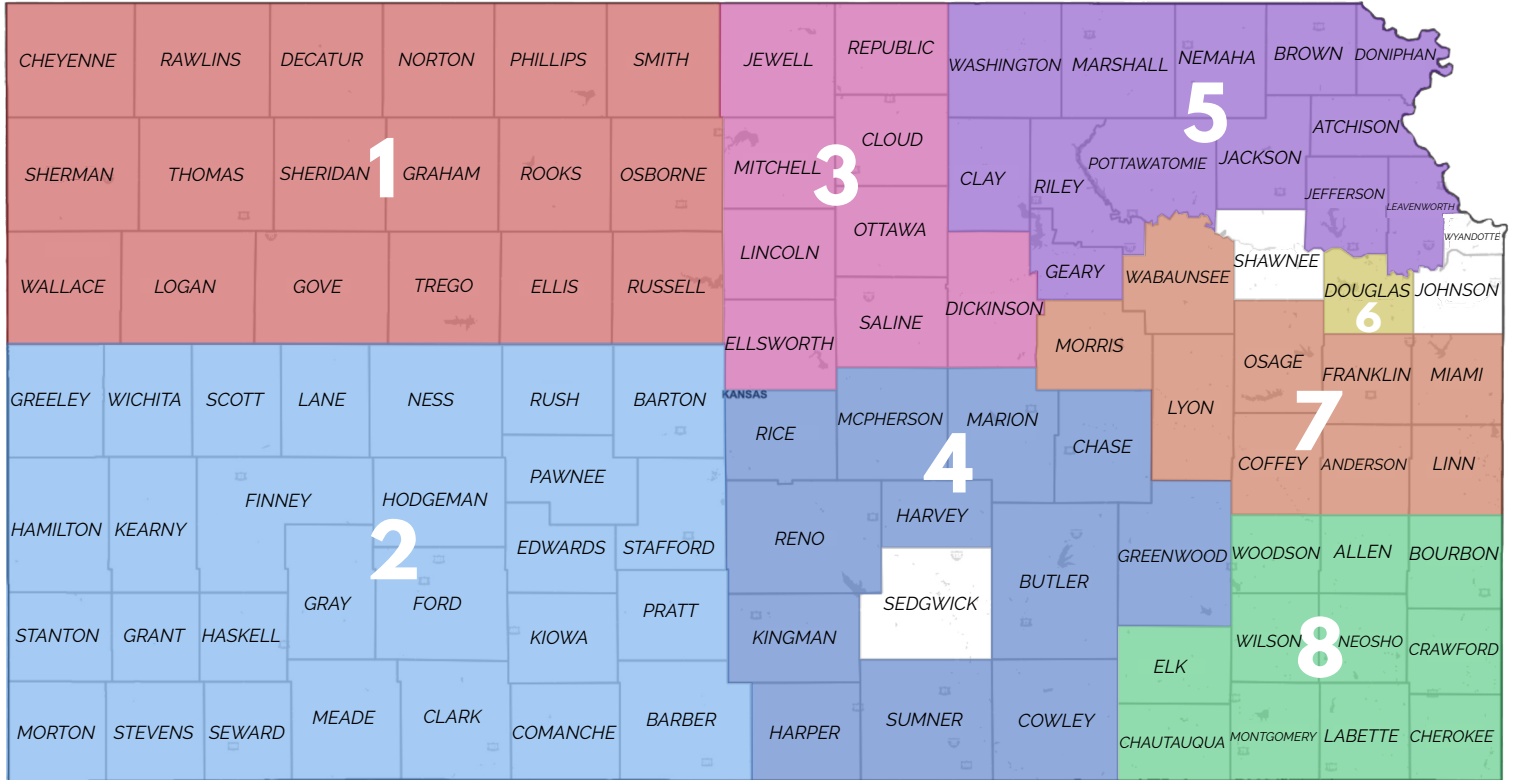 CHEYENNE RAWLINS DECATUR NORTON PHILLIPS SMITH JEWELL REPUBLIC WASHINGTON MARSHALL NEMAHA BROWN DONIPHAN
5
SHERMAN THOMAS SHERIDAN 1 GRAHAM ROOKS OSBORNE MITCHELL 3 CLOUD CLAY RILEY POTTAWATOMIE JACKSON ATCHISON
JEFFERSON LEAVENWORTH
WYANDOTTE
LINCOLN OTTAWA
WALLACE LOGAN GOVE TREGO ELLIS RUSSELL GEARY WABAUNSEE SHAWNEE DOUGLAS JOHNSON
6
ELLSWORTH SALINE DICKINSON MORRIS
OSAGE FRANKLIN MIAMI
KANSAS
GREELEY WICHITA SCOTT LANE NESS RUSH BARTON RICE MCPHERSON MARION CHASE LYON 7
4
PAWNEE COFFEY ANDERSON LINN
HAMILTON KEARNY FINNEY HODGEMAN HARVEY
2
EDWARDS STAFFORD RENO GREENWOOD WOODSON ALLEN BOURBON
GRAY FORD PRATT SEDGWICK BUTLER
STANTON GRANT HASKELL KIOWA KINGMAN WILSON 8 NEOSHO CRAWFORD
ELK
MORTON STEVENS SEWARD MEADE CLARK COMANCHE BARBER HARPER SUMNER COWLEY CHAUTAUQUA MONTGOMERY LABETTE CHEROKEE